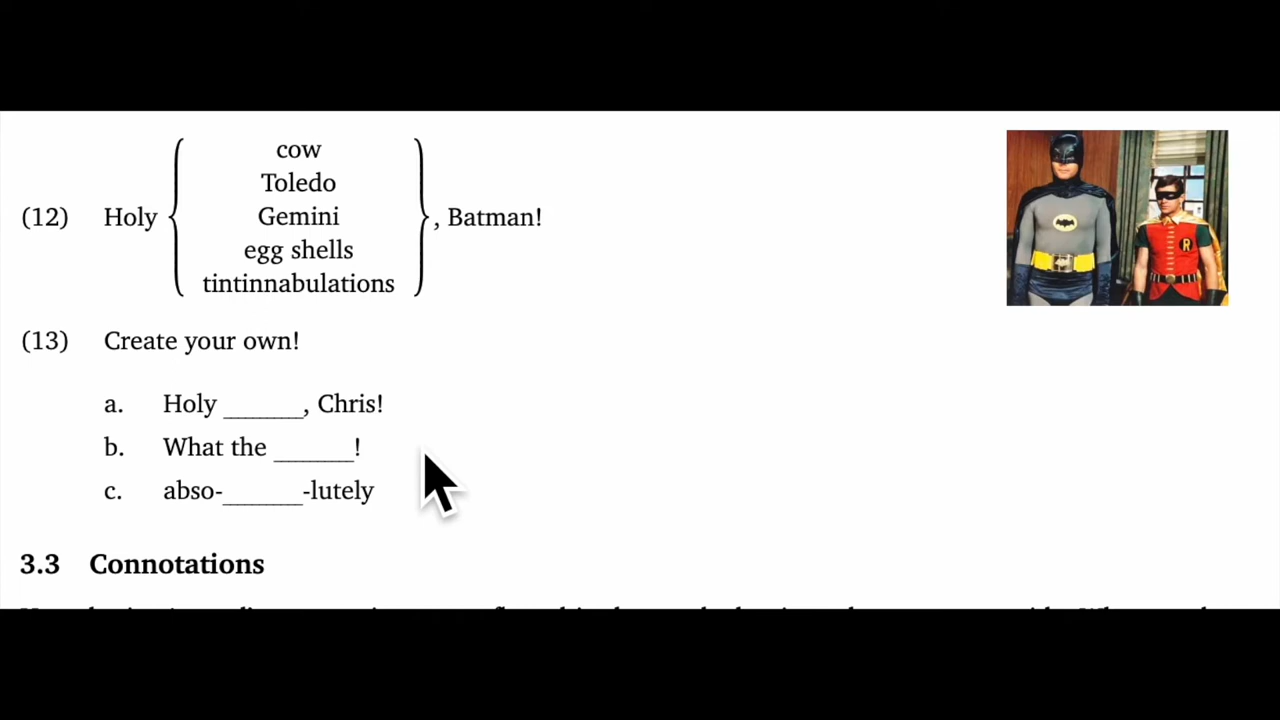 cow
Toledo
(12) Holy { Gemini } , Batman!
egg shells
tintinnabulations
R
(13) Create your own!
a. Holy ______, Chris!
b. What the ______!
c. abso-______-lutely
3.3 Connotations